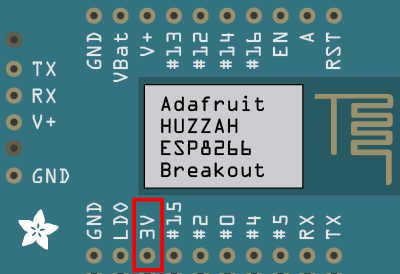 GND VBat V+ #13 #12 #14 #16 EN A RST
TX
RX
V+
GND
Adafruit
HUZZAH
ESP8266
Breakout
GND LDO 3V #15 #2 #0 #4 #5 RX TX